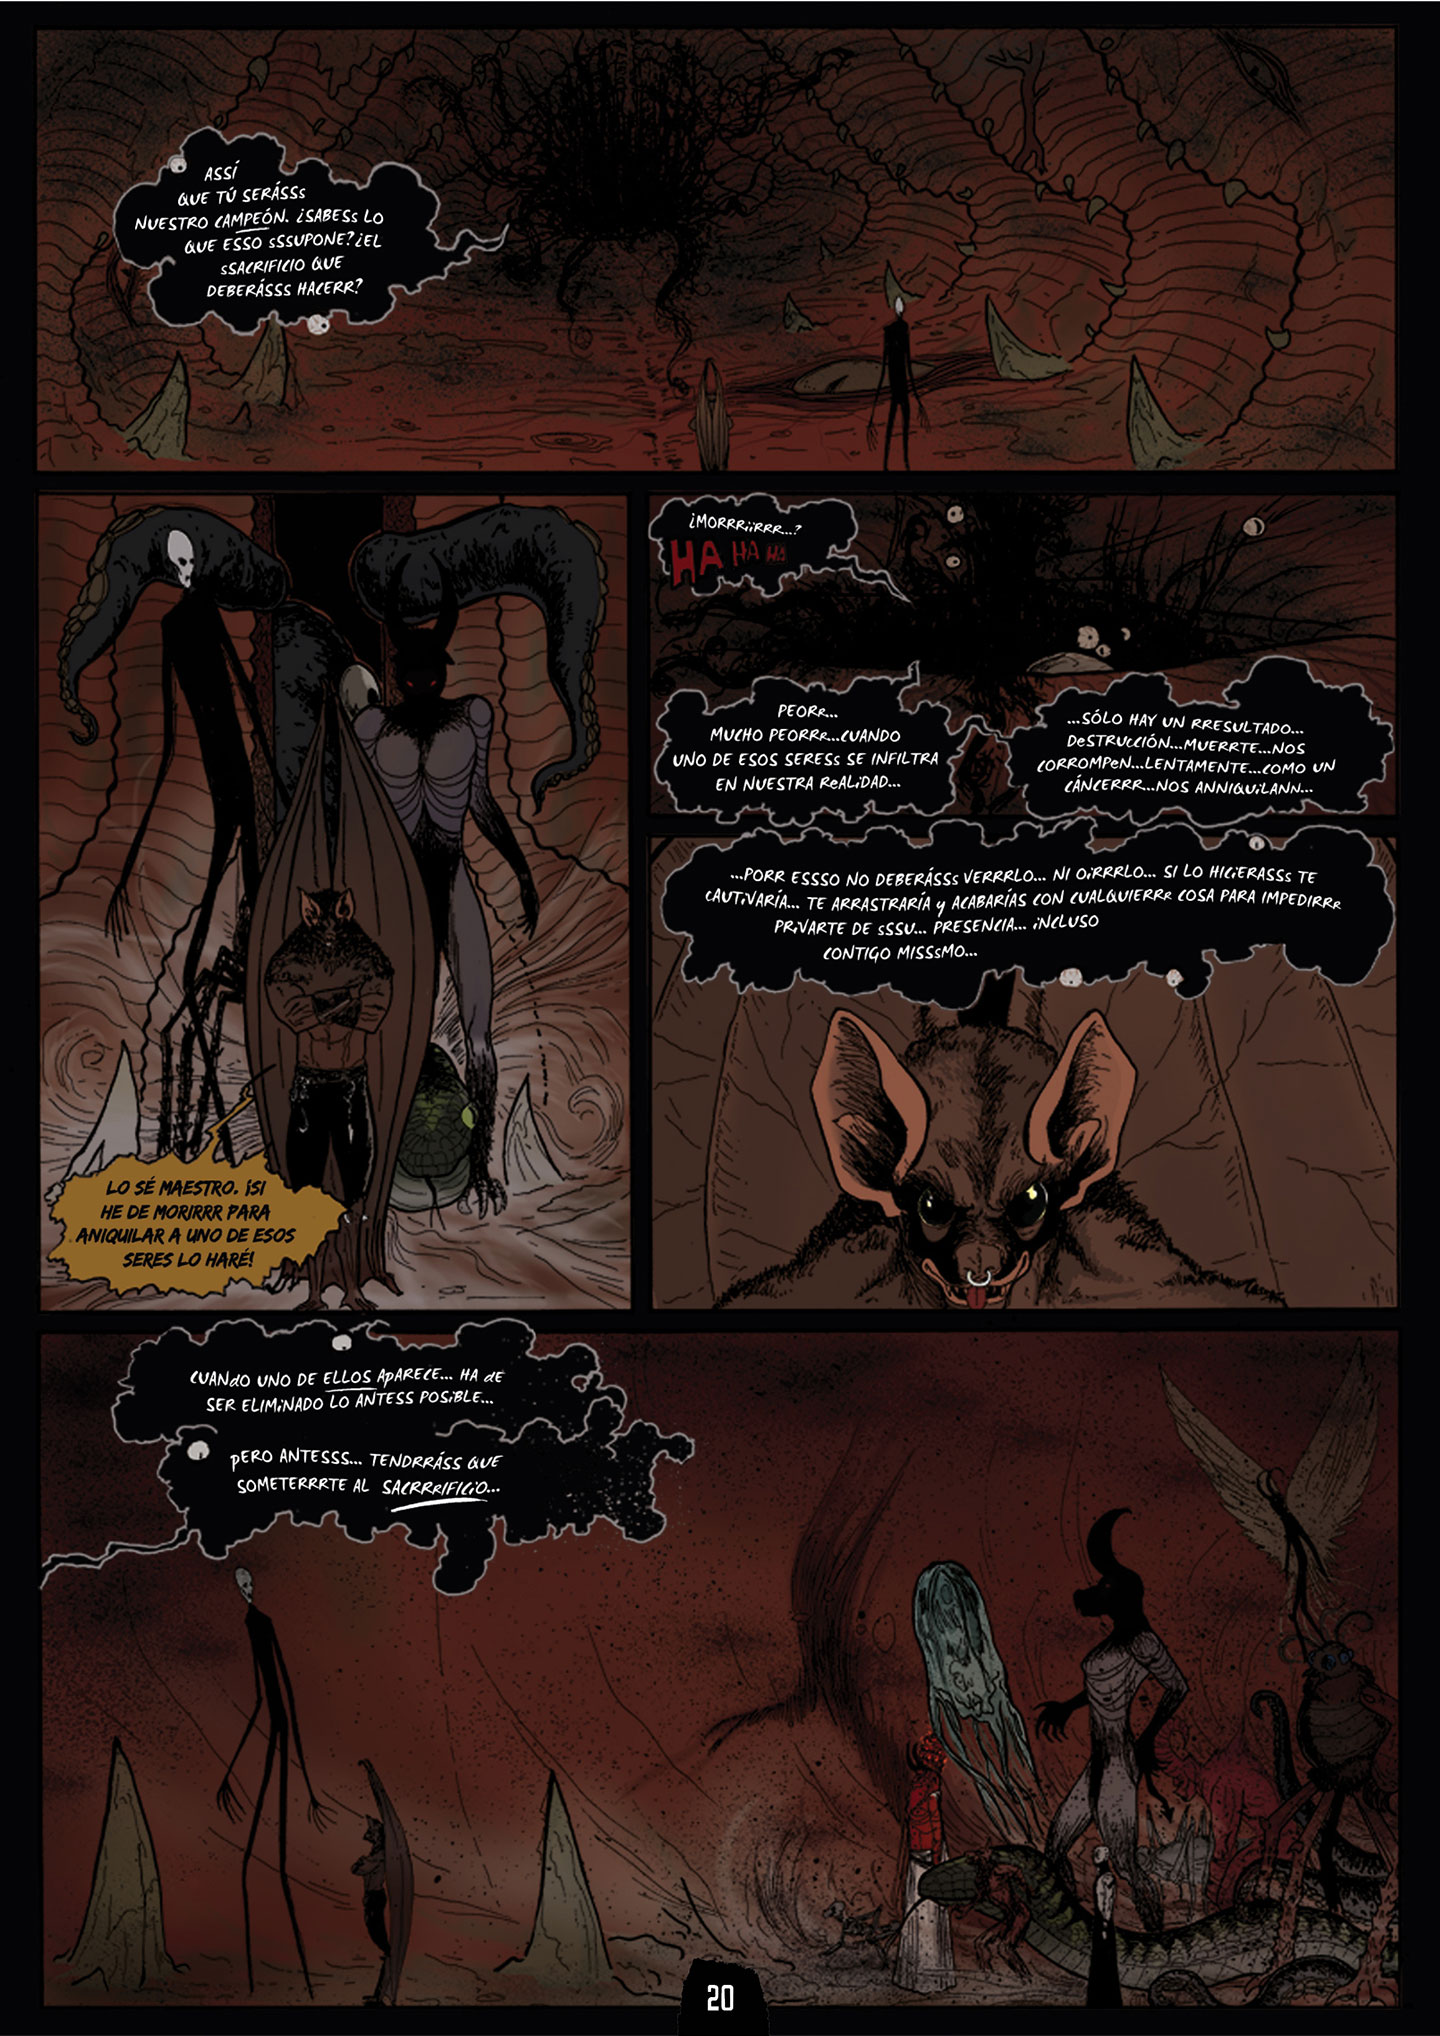 ASSÍ
QUE TÚ SERÁSSs
NUESTRO CAMPEÓN. ¿SABESs LO
QUE ESSO sSSUPONE?¿EL
sSACRIFICIO QUE
DEBERÁSSs HACERR?
LO SÉ MAESTRO. ¡SI
HE DE MORIRRR PARA
ANIQUILAR A UNO DE ESOS
SERES LO HARÉ!
¿MORRRiiRRR...?
HA HA HA
PEORR...
MUCHO PEORRR...CUANDO
UNO DE ESOS SERESs SE INFILTRA
EN NUESTRA ReALiDAD...
...SÓLO HAY UN RRESULTADO...
DeSTRUCCIÓN...MUERRTE...NOS
CORROMPeN...LENTAMENTE...COMO UN
CÁNCERRR...NOS ANNIQUiLANN...
...PORR ESSSO NO DEBERÁSSs VERRRLO... NI OiRRRLO... SI LO HICiERASSs TE
CAUTiVARÍA... TE ARRASTRARÍA y ACABARÍAS CON CUALQUIERRR COSA PARA IMPEDIRRR
PRiVARTE DE sSSU... PRESENCIA... iNCLUSO
CONTIGO MISSsMO...
CUANdO UNO DE ELLOS APARECE... HA dE
SER ELIMiNADO LO ANTESS POSiBLE...
pERO ANTESSS... TENDRRÁSS QUE
SOMETERRRTE AL SACRRRIFICiO...
20